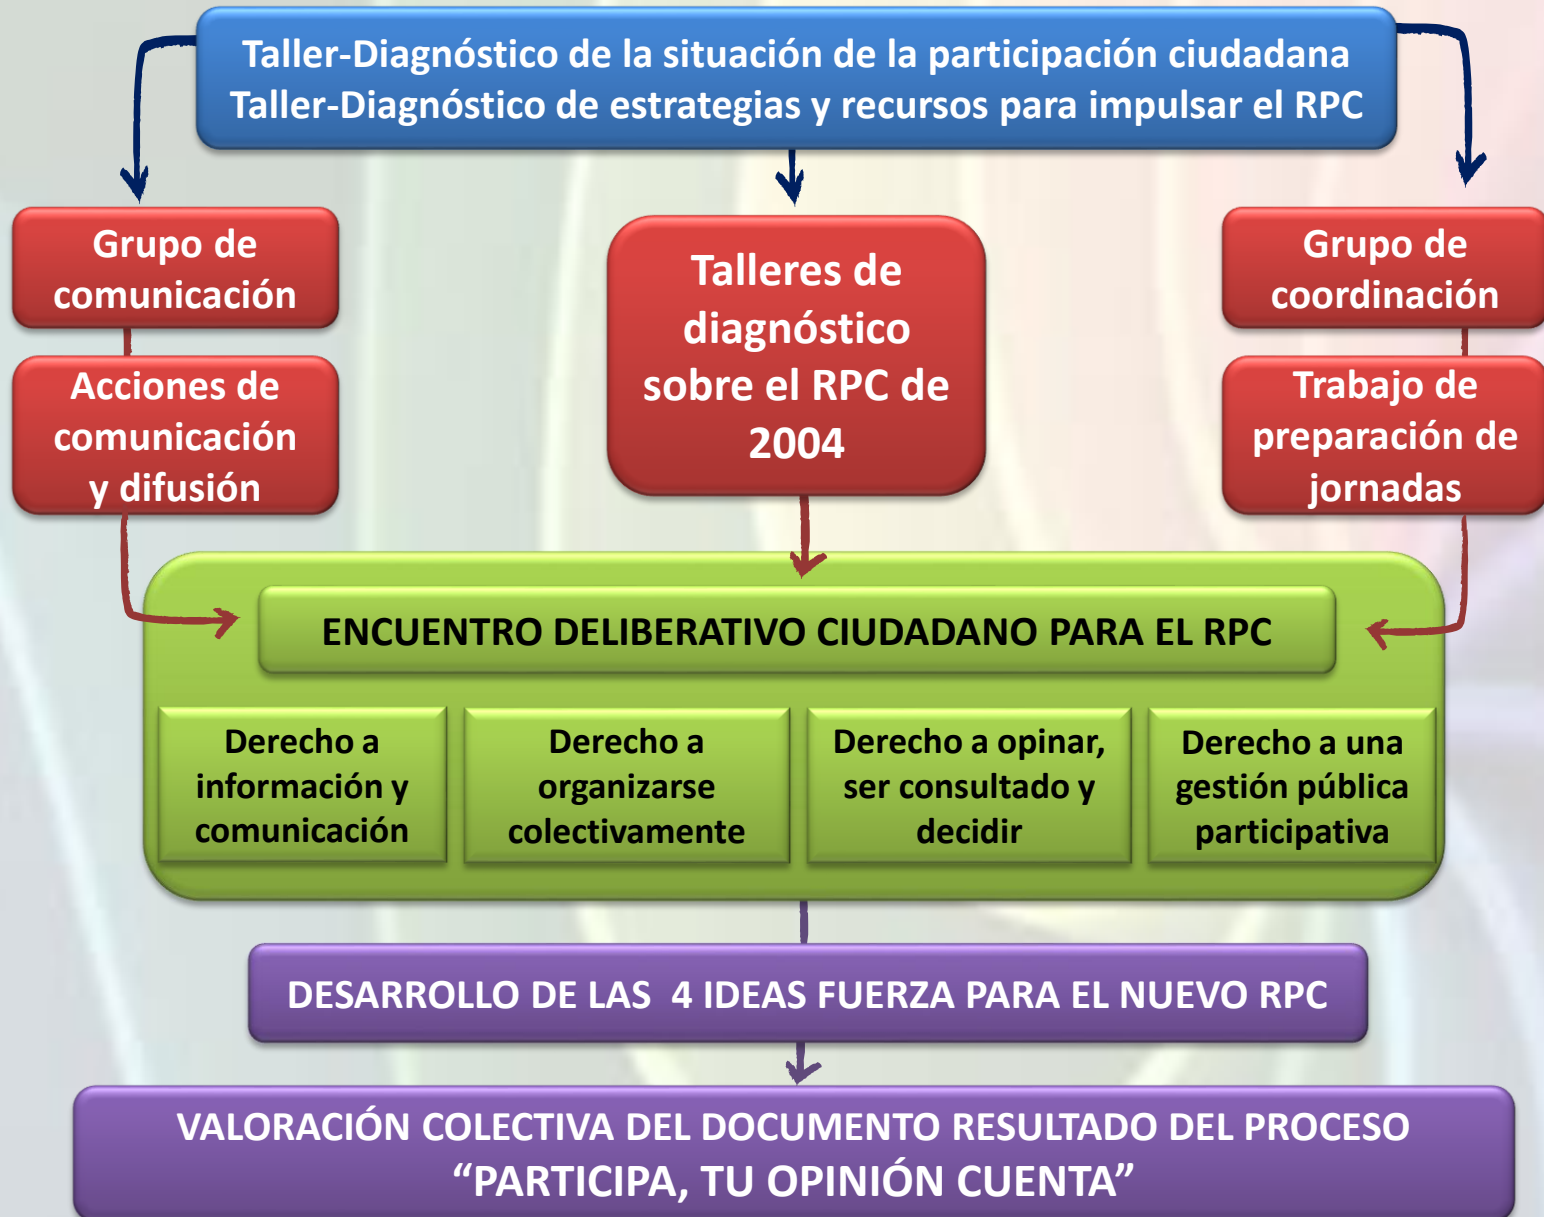 Taller-Diagnóstico de la situación de la participación ciudadana
Taller-Diagnóstico de estrategias y recursos para impulsar el RPC
Grupo de
comunicación
Acciones de
comunicación
y difusión
Talleres de
diagnóstico
sobre el RPC de
2004
Grupo de
coordinación
Trabajo de
preparación de
jornadas
ENCUENTRO DELIBERATIVO CIUDADANO PARA EL RPC
Derecho a
información y
comunicación
Derecho a
organizarse
colectivamente
Derecho a opinar,
ser consultado y
decidir
Derecho a una
gestión pública
participativa
DESARROLLO DE LAS  4 IDEAS FUERZA PARA EL NUEVO RPC
VALORACIÓN COLECTIVA DEL DOCUMENTO RESULTADO DEL PROCESO
“PARTICIPA, TU OPINIÓN CUENTA”